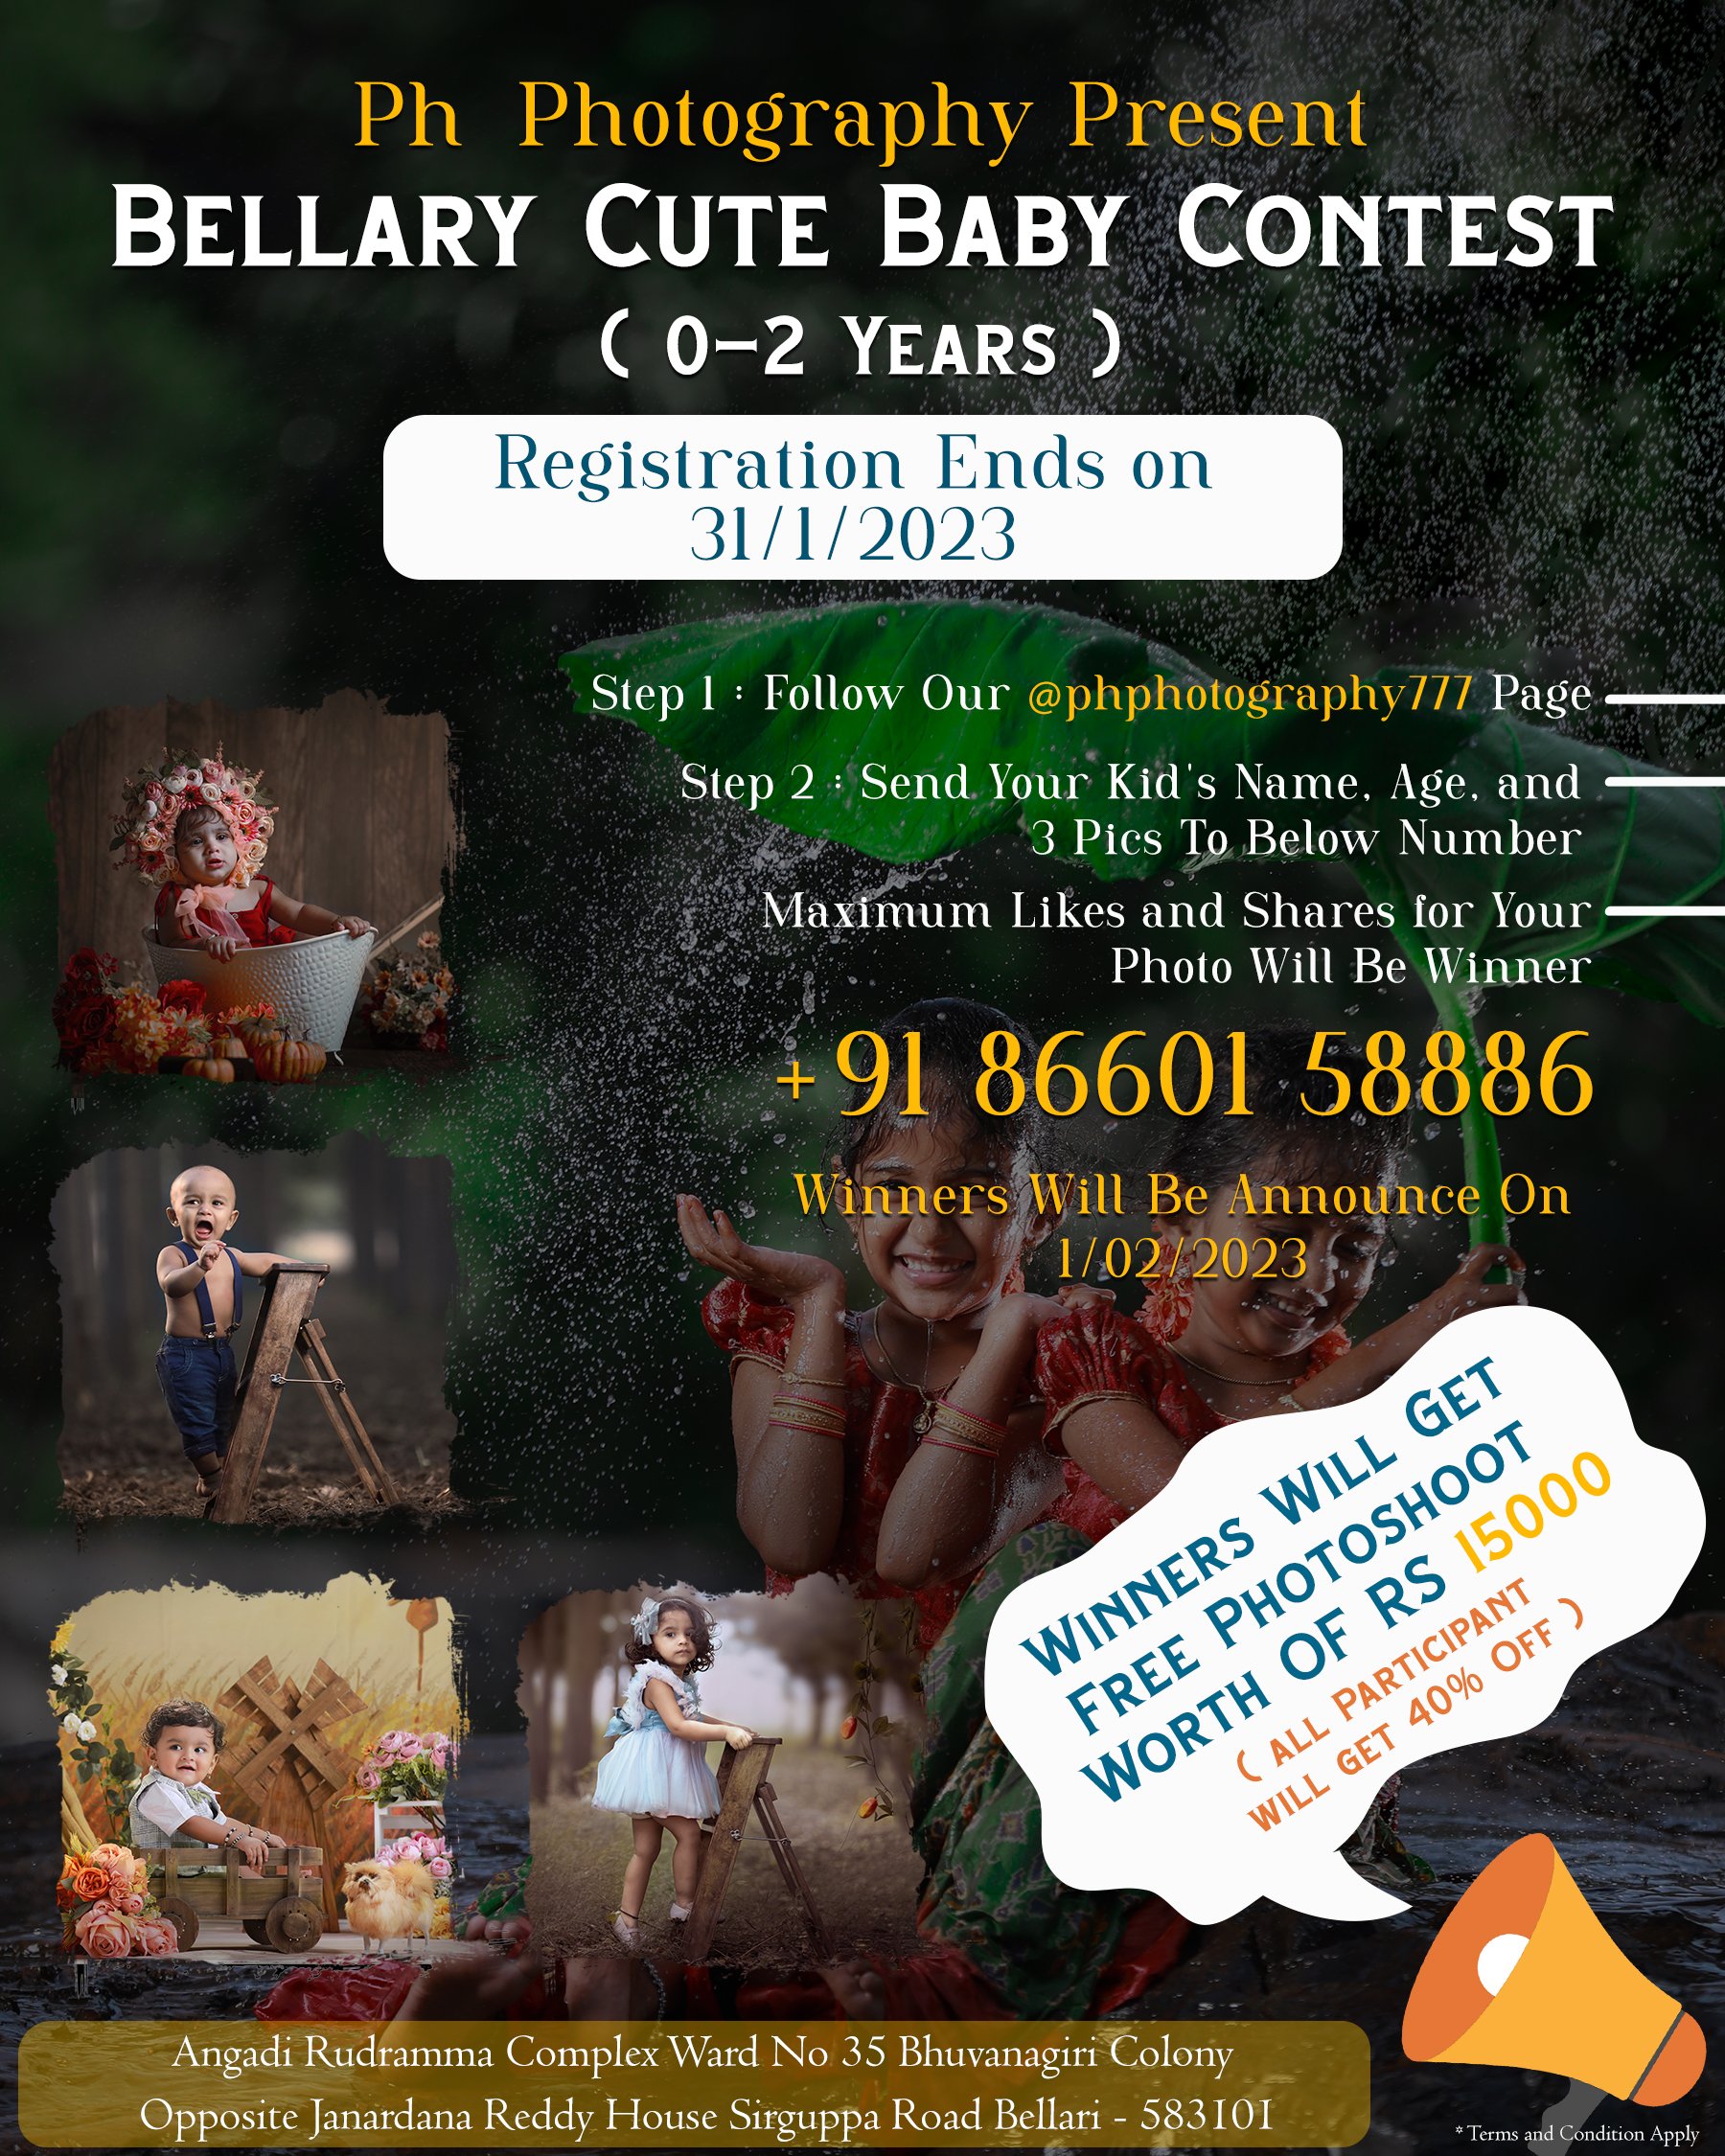 Ph Photography Present
Bellary Cute Baby Contest
( 0-2 Years )
Registration Ends on
31/1/2023
Step 1 : Follow Our @phphotography777 Page
Step 2 : Send Your Kid's Name, Age, and
3 Pics To Below Number
Maximum Likes and Shares for Your
Photo Will Be Winner
+91 86601 58886
Winners Will Be Announce On
1/02/2023
Winners Will Get
Free Photoshoot
Worth of Rs 15000
( All Participant
will get 40% off )
Angadi Rudramma Complex Ward No 35 Bhuvanagiri Colony
Opposite Janardana Reddy House Sirguppa Road Bellari - 583101
* Terms and Condition Apply